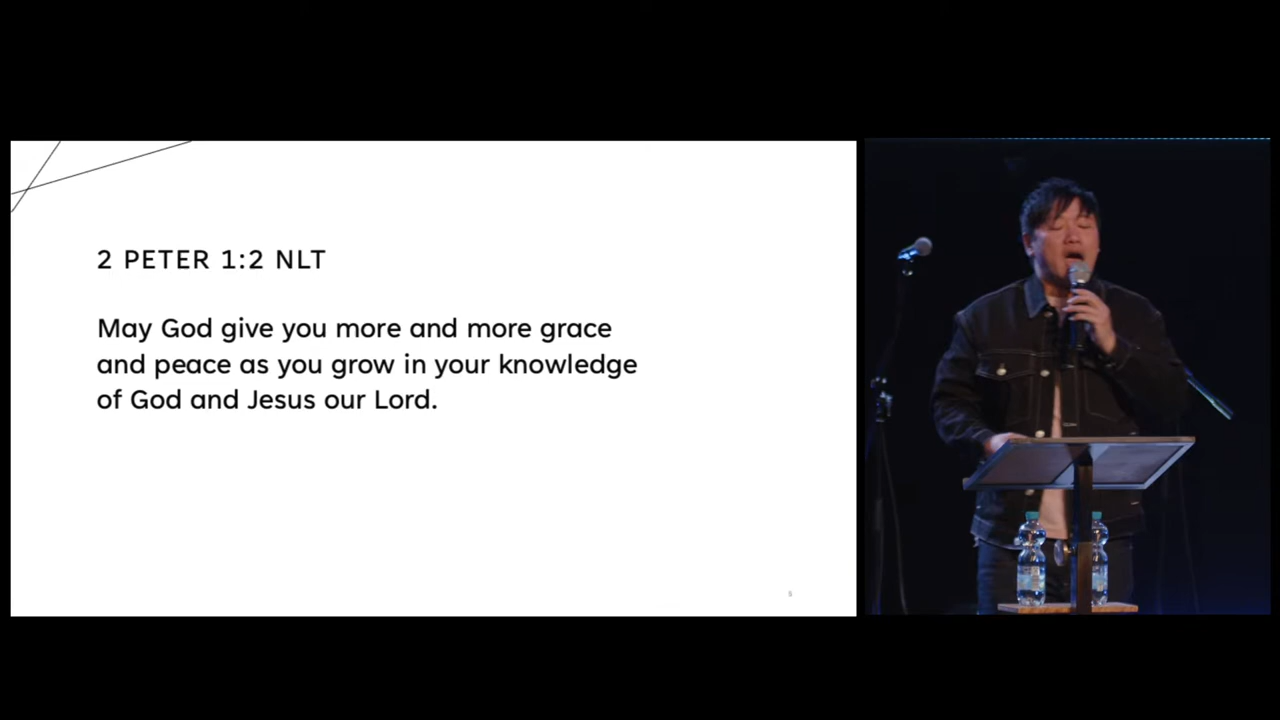 2 PETER 1:2 NLT
May God give you more and more grace
and peace as you grow in your knowledge
of God and Jesus our Lord.